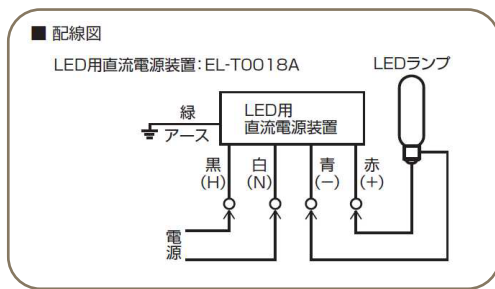 ■ 配線図
LED用直流電源装置：EL-T0018A
LEDランプ
緑
アース
LED用
直流電源装置
黒
(H)
白
(N)
青
(−)
赤
(+)
電源